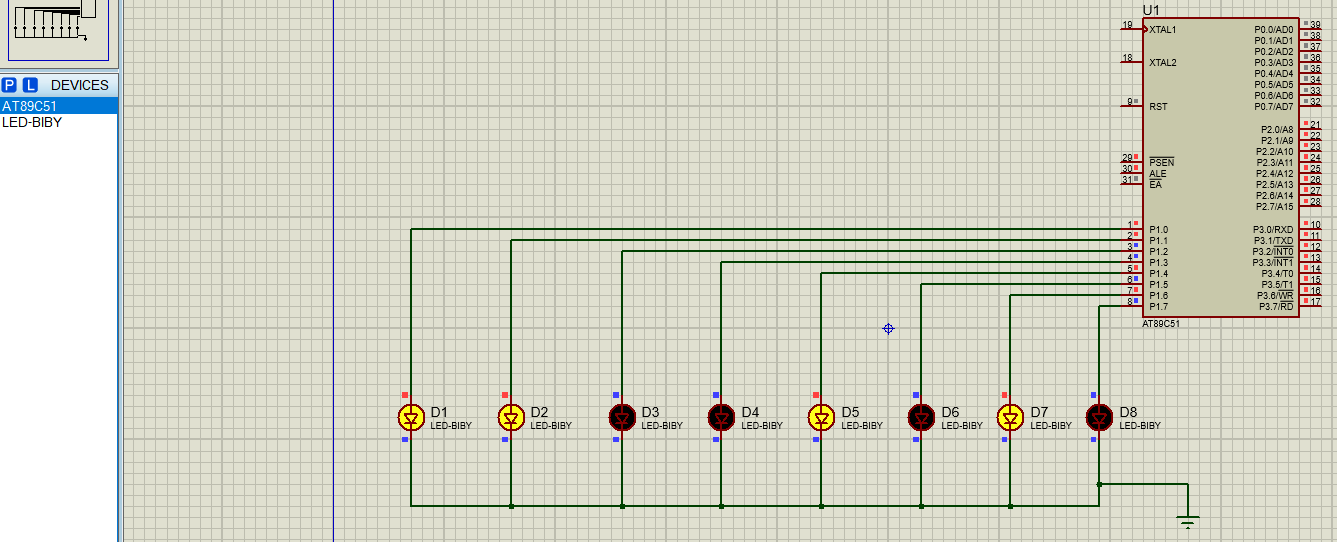 P L DEVICES
AT89C51
LED-BIBY
U1
19 XTAL1
18 XTAL2
9 RST
29 PSEN
30 ALE
31 EA
1 P1.0
2 P1.1
3 P1.2
4 P1.3
5 P1.4
6 P1.5
7 P1.6
8 P1.7
P0.0/AD0 39
P0.1/AD1 38
P0.2/AD2 37
P0.3/AD3 36
P0.4/AD4 35
P0.5/AD5 34
P0.6/AD6 33
P0.7/AD7 32
P2.0/A8 21
P2.1/A9 22
P2.2/A10 23
P2.3/A11 24
P2.4/A12 25
P2.5/A13 26
P2.6/A14 27
P2.7/A15 28
P3.0/RXD 10
P3.1/TXD 11
P3.2/INT0 12
P3.3/INT1 13
P3.4/T0 14
P3.5/T1 15
P3.6/WR 16
P3.7/RD 17
AT89C51
D1
LED-BIBY
D2
LED-BIBY
D3
LED-BIBY
D4
LED-BIBY
D5
LED-BIBY
D6
LED-BIBY
D7
LED-BIBY
D8
LED-BIBY